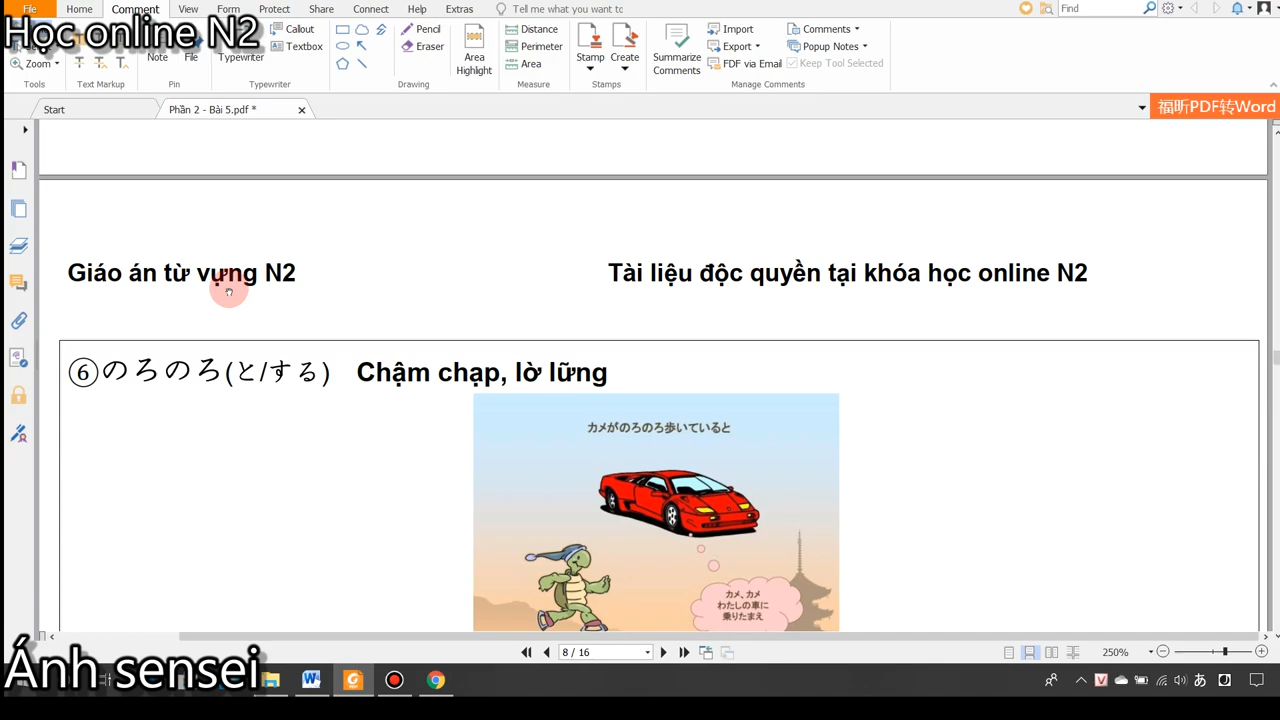 File Home Comment View Form Protect Share Connect Help Extras Tell me what you want tc Find
Học online N2
Zoom
Note
File
Typewriter
Callout
Textbox
Pencil
Eraser
Area
Highlight
Distance
Perimeter
Area
Stamp
Create
Summarize
Comments
Import
Export
FDF via Email
Comments
Popup Notes
Keep Tool Selected
Tools Text Markup Pin Typewriter Drawing Measure Stamps Manage Comments
Start Phần 2 - Bài 5.pdf *
福昕PDF转Word
Giáo án từ vựng N2 Tài liệu độc quyền tại khóa học online N2
⑥のろのろ(と/する) Chậm chạp, lờ lững
カメがのろのろ歩いていると
カメ、カメ
わたしの車に
乗りたまえ
8 / 16
250%
Ánh sensei